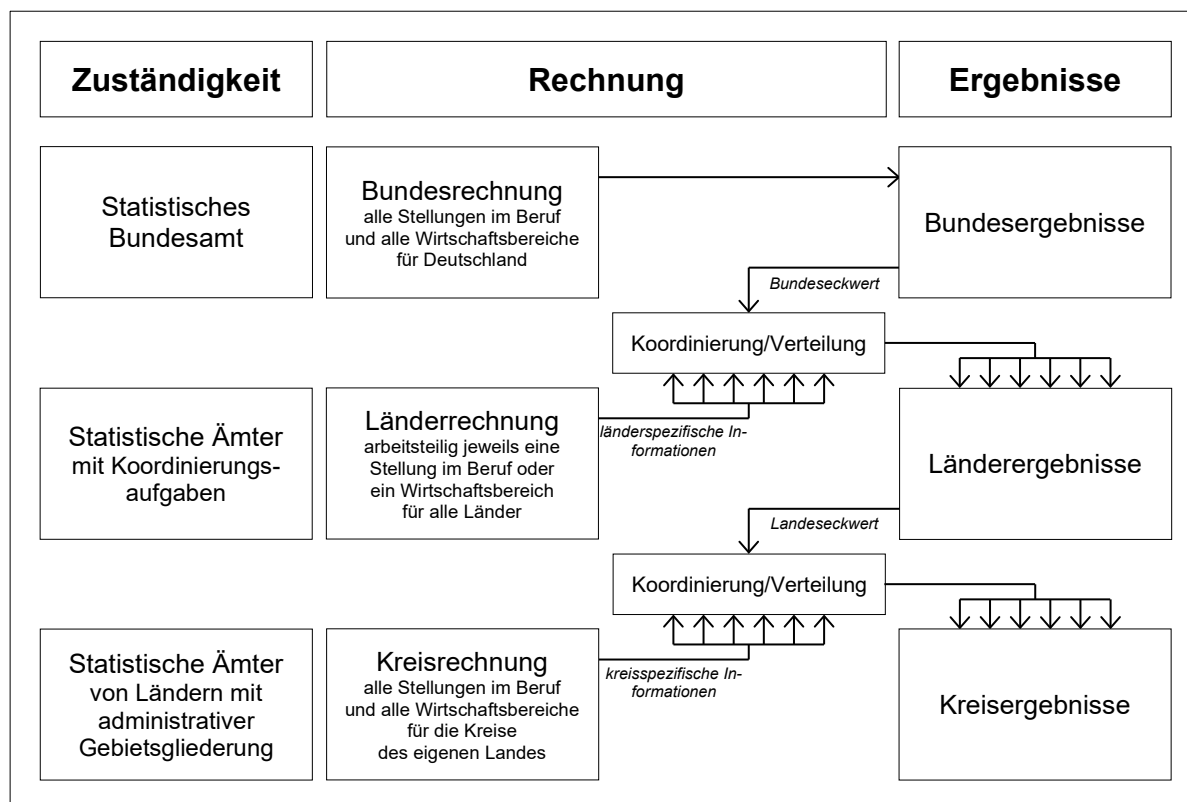 Zuständigkeit
Rechnung
Ergebnisse
Statistisches
Bundesamt
Bundesrechnung
alle Stellungen im Beruf
und alle Wirtschaftsbereiche
für Deutschland
Bundesergebnisse
Bundeseckwert
Koordinierung/Verteilung
Statistische Ämter
mit Koordinierungs-
aufgaben
Länderrechnung
arbeitsteilig jeweils eine
Stellung im Beruf oder
ein Wirtschaftsbereich
für alle Länder
länderspezifische In-
formationen
Länderergebnisse
Landeseckwert
Koordinierung/Verteilung
Statistische Ämter
von Ländern mit
administrativer
Gebietsgliederung
Kreisrechnung
alle Stellungen im Beruf
und alle Wirtschaftsbereiche
für die Kreise
des eigenen Landes
kreisspezifische In-
formationen
Kreisergebnisse